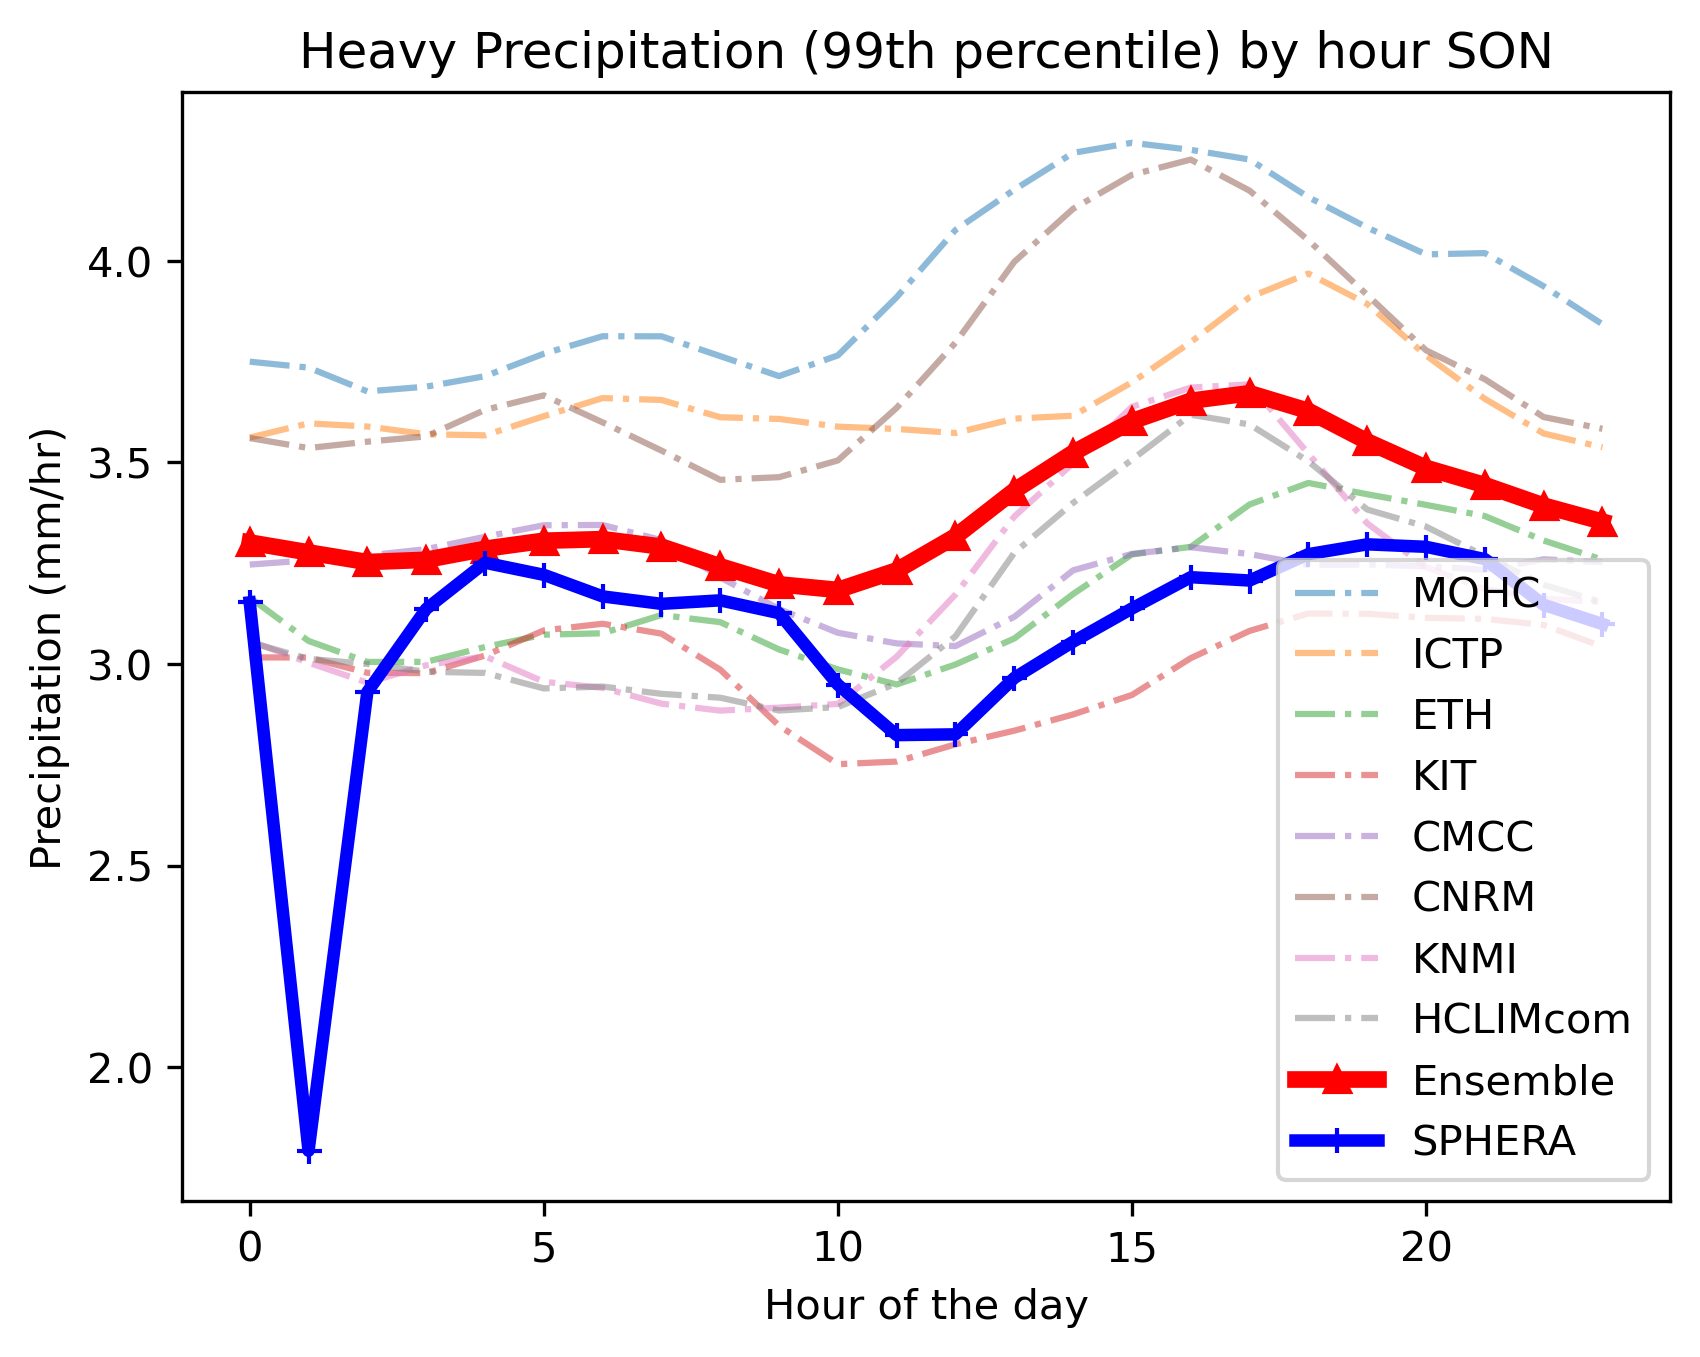 Heavy Precipitation (99th percentile) by hour SON
Precipitation (mm/hr)
4.0
3.5
3.0
2.5
2.0
MOHC
ICTP
ETH
KIT
CMCC
CNRM
KNMI
HCLIMcom
Ensemble
SPHERA
0 5 10 15 20
Hour of the day